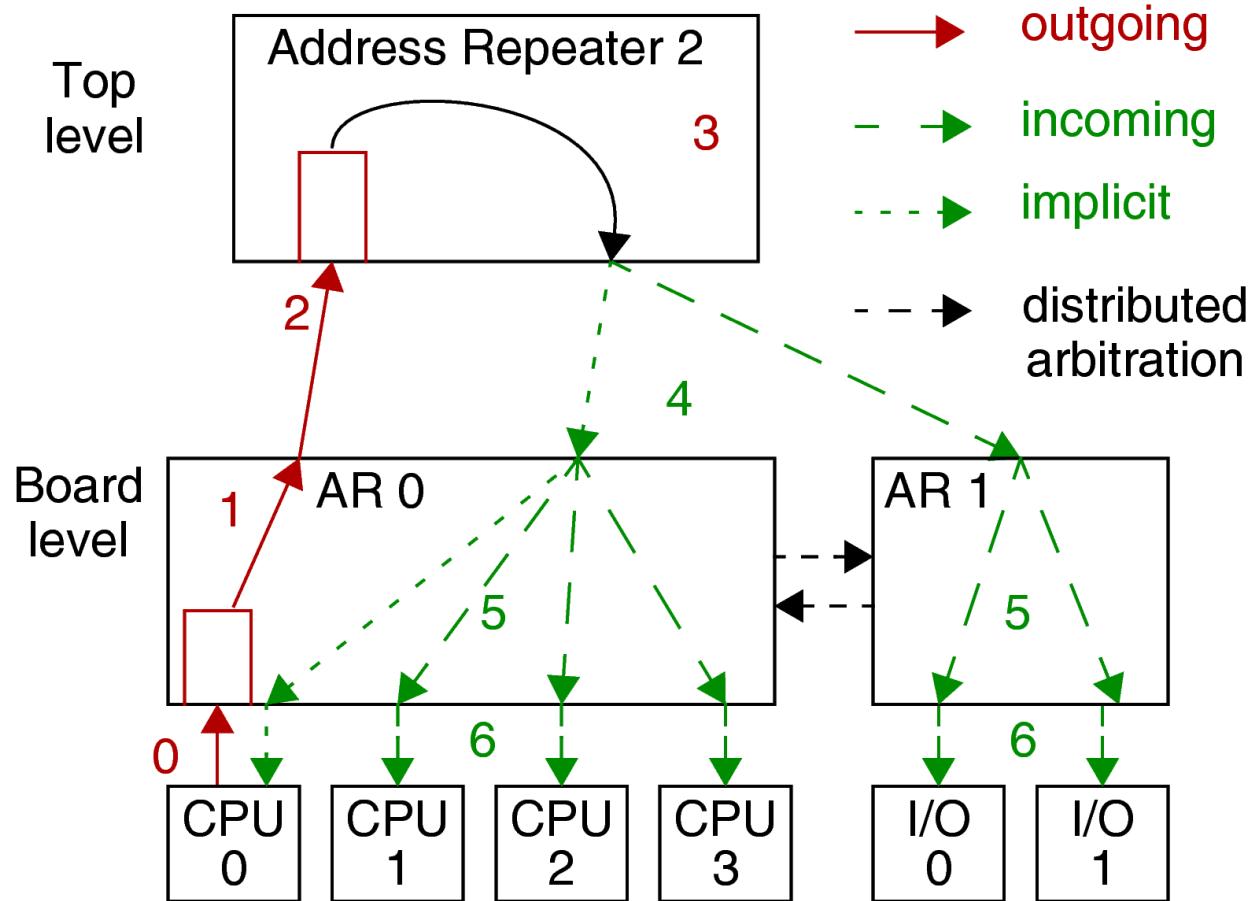 Address Repeater 2
outgoing
Top
level
3
incoming
implicit
2
distributed
arbitration
4
Board
level
1
AR 0
AR 1
5
5
0
6
6
CPU
0
CPU
1
CPU
2
CPU
3
I/O
0
I/O
1